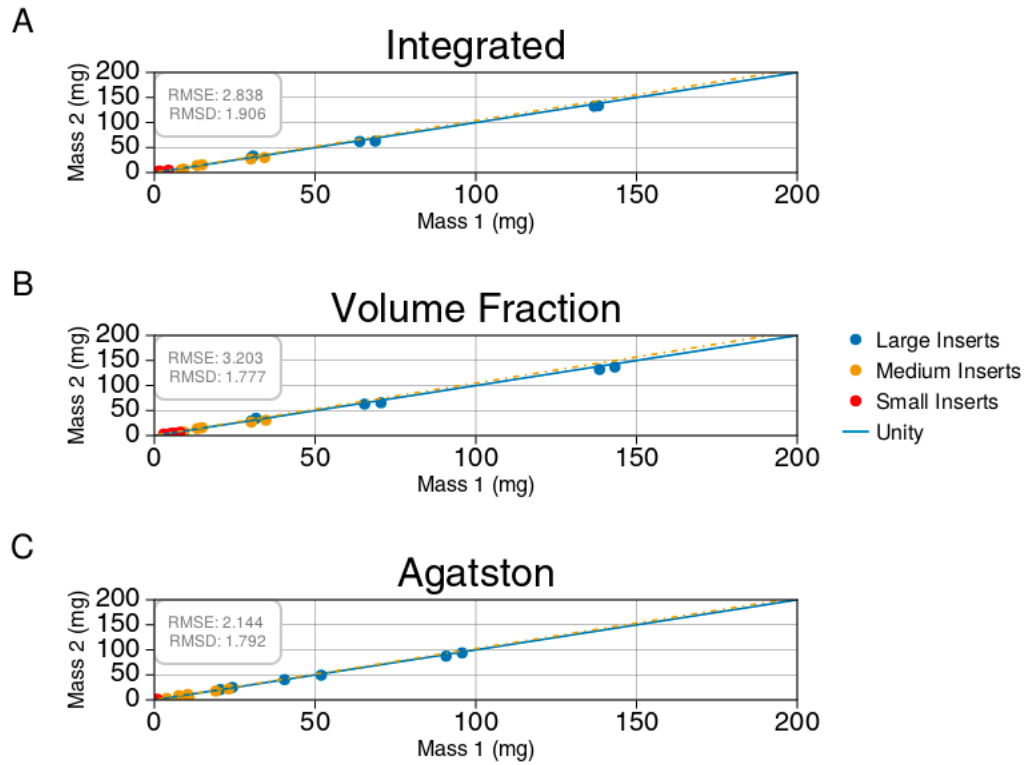 A
Integrated
Mass 2 (mg)
200
150
100
50
0
RMSE: 2.838
RMSD: 1.906
0 50 100 150 200
Mass 1 (mg)
B
Volume Fraction
Mass 2 (mg)
200
150
100
50
0
RMSE: 3.203
RMSD: 1.777
0 50 100 150 200
Mass 1 (mg)
Large Inserts
Medium Inserts
Small Inserts
Unity
C
Agatston
Mass 2 (mg)
200
150
100
50
0
RMSE: 2.144
RMSD: 1.792
0 50 100 150 200
Mass 1 (mg)